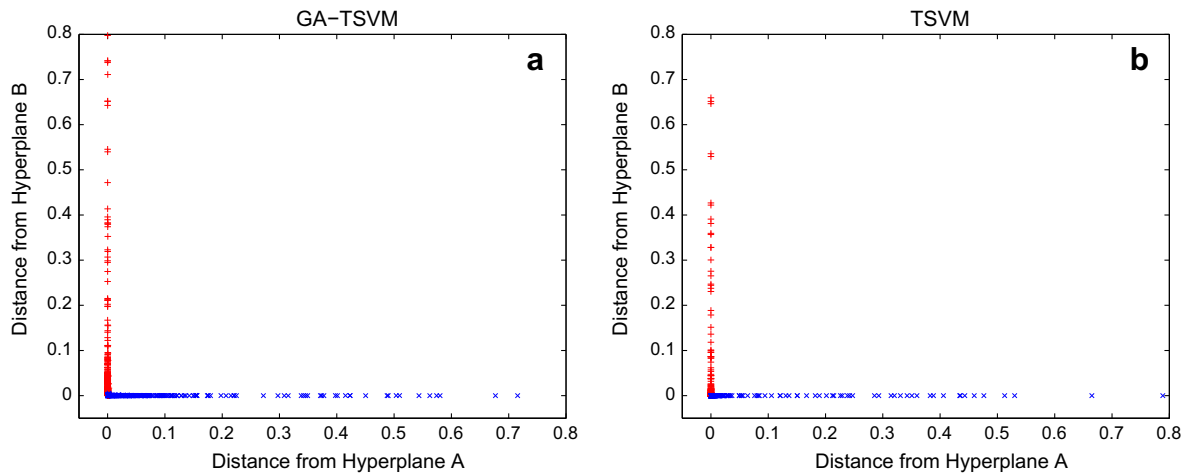 GA−TSVM
a
0.8
0.7
0.6
0.5
0.4
0.3
0.2
0.1
0
Distance from Hyperplane B
0 0.1 0.2 0.3 0.4 0.5 0.6 0.7 0.8
Distance from Hyperplane A
TSVM
b
0.8
0.7
0.6
0.5
0.4
0.3
0.2
0.1
0
Distance from Hyperplane B
0 0.1 0.2 0.3 0.4 0.5 0.6 0.7 0.8
Distance from Hyperplane A